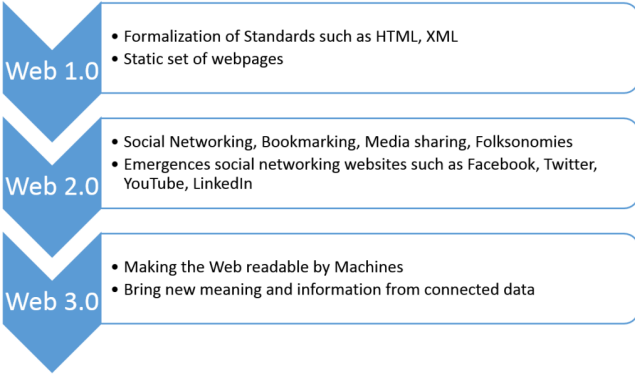 Web 1.0
• Formalization of Standards such as HTML, XML
• Static set of webpages
Web 2.0
• Social Networking, Bookmarking, Media sharing, Folksonomies
• Emergences social networking websites such as Facebook, Twitter,
YouTube, LinkedIn
Web 3.0
• Making the Web readable by Machines
• Bring new meaning and information from connected data